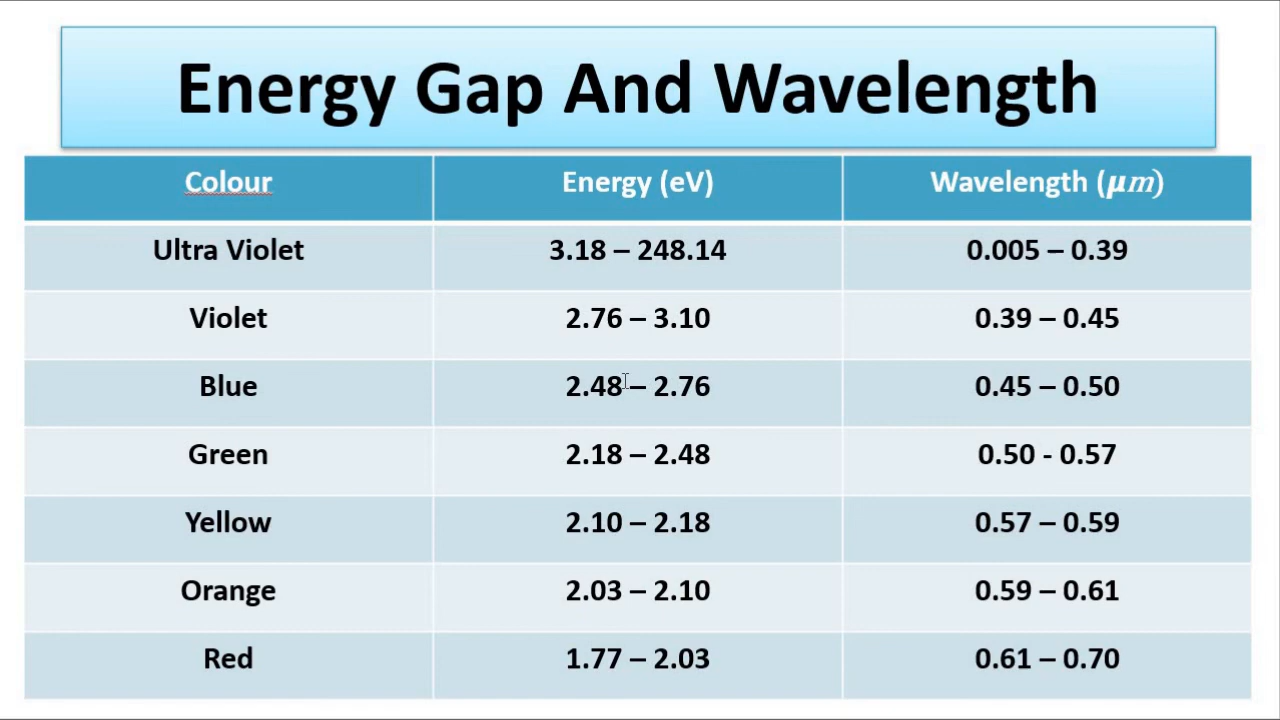 Energy Gap And Wavelength
Colour Energy (eV) Wavelength (μm)
Ultra Violet 3.18 – 248.14 0.005 – 0.39
Violet 2.76 – 3.10 0.39 – 0.45
Blue 2.48 – 2.76 0.45 – 0.50
Green 2.18 – 2.48 0.50 - 0.57
Yellow 2.10 – 2.18 0.57 – 0.59
Orange 2.03 – 2.10 0.59 – 0.61
Red 1.77 – 2.03 0.61 – 0.70